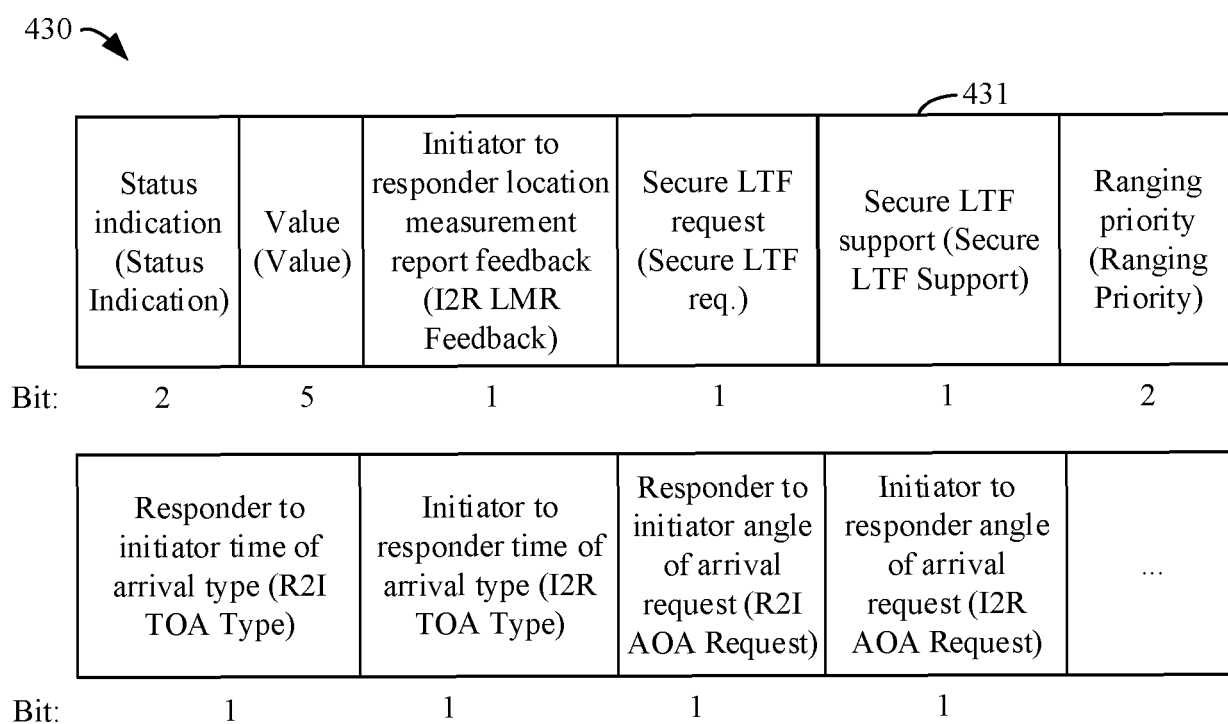 430
431
Status
indication
(Status
Indication)
Value
(Value)
Initiator to
responder location
measurement
report feedback
(I2R LMR
Feedback)
Secure LTF
request
(Secure LTF
req.)
Secure LTF
support (Secure
LTF Support)
Ranging
priority
(Ranging
Priority)
Bit: 2 5 1 1 1 2
Responder to
initiator time of
arrival type (R2I
TOA Type)
Initiator to
responder time of
arrival type (I2R
TOA Type)
Responder to
initiator angle
of arrival
request (R2I
AOA Request)
Initiator to
responder angle
of arrival
request (I2R
AOA Request)
...
Bit: 1 1 1 1